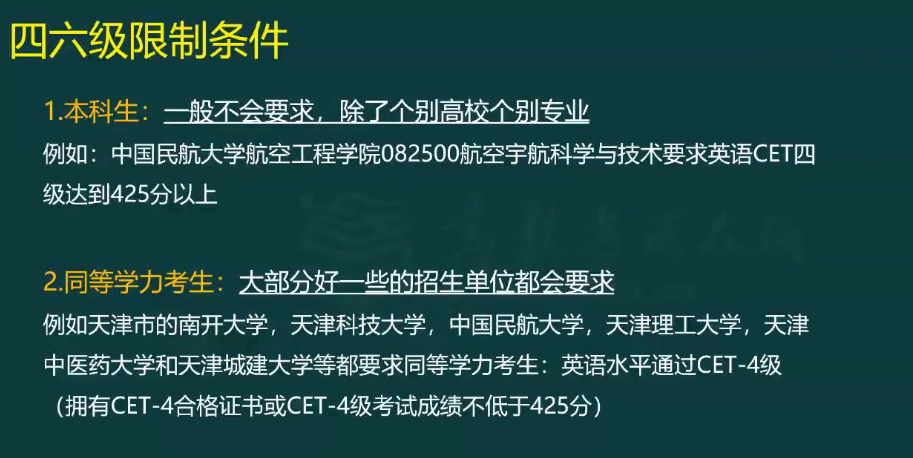 四六级限制条件
1.本科生：一般不会要求，除了个别高校个别专业
例如：中国民航大学航空工程学院082500航空宇航科学与技术要求英语CET四
级达到425分以上
2.同等学力考生：大部分好一些的招生单位都会要求
例如天津市的南开大学，天津科技大学，中国民航大学，天津理工大学，天津
中医药大学和天津城建大学等都要求同等学力考生：英语水平通过CET-4级
（拥有CET-4合格证书或CET-4级考试成绩不低于425分）